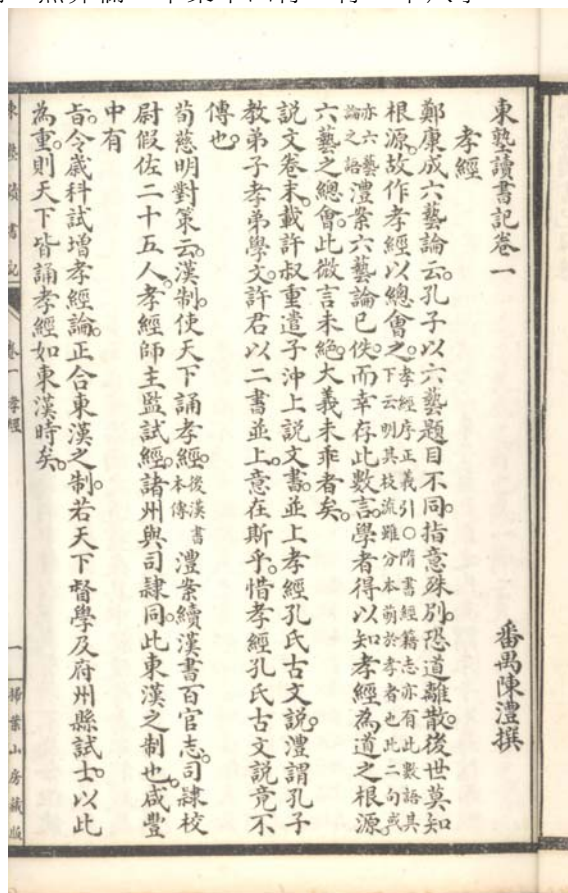 東塾讀書記卷一
番禺陳澧撰
孝經
鄭康成六藝論云。孔子以六藝題目不同。指意殊別。恐道離散。後世莫知
根源。故作孝經以總會之。孝經序正義引○隋書經籍志亦有此數語其
下云明其枝流雖分本萌於孝者也此二句或
亦六藝
論之語澧案六藝論已佚。而幸存此數言。學者得以知孝經為道之根源。
六藝之總會。此微言未絕。大義未乖者矣。
說文卷末。載許叔重遣子沖上說文書。並上孝經孔氏古文說。澧謂孔子
教弟子孝弟學文。許君以二書並上。意在斯乎。惜孝經孔氏古文說竟不
傳也。
荀慈明對策云。漢制。使天下誦孝經。後漢書
本傳澧案續漢書百官志。司隸校
尉假佐二十五人。孝經師主監試經。諸州與司隸同。此東漢之制也。咸豐
中有
旨。令歲科試增孝經論。正合東漢之制。若天下督學及府州縣試士。以此
為重。則天下皆誦孝經如東漢時矣。
東塾讀書記
卷一 孝經
一
掃葉山房藏版